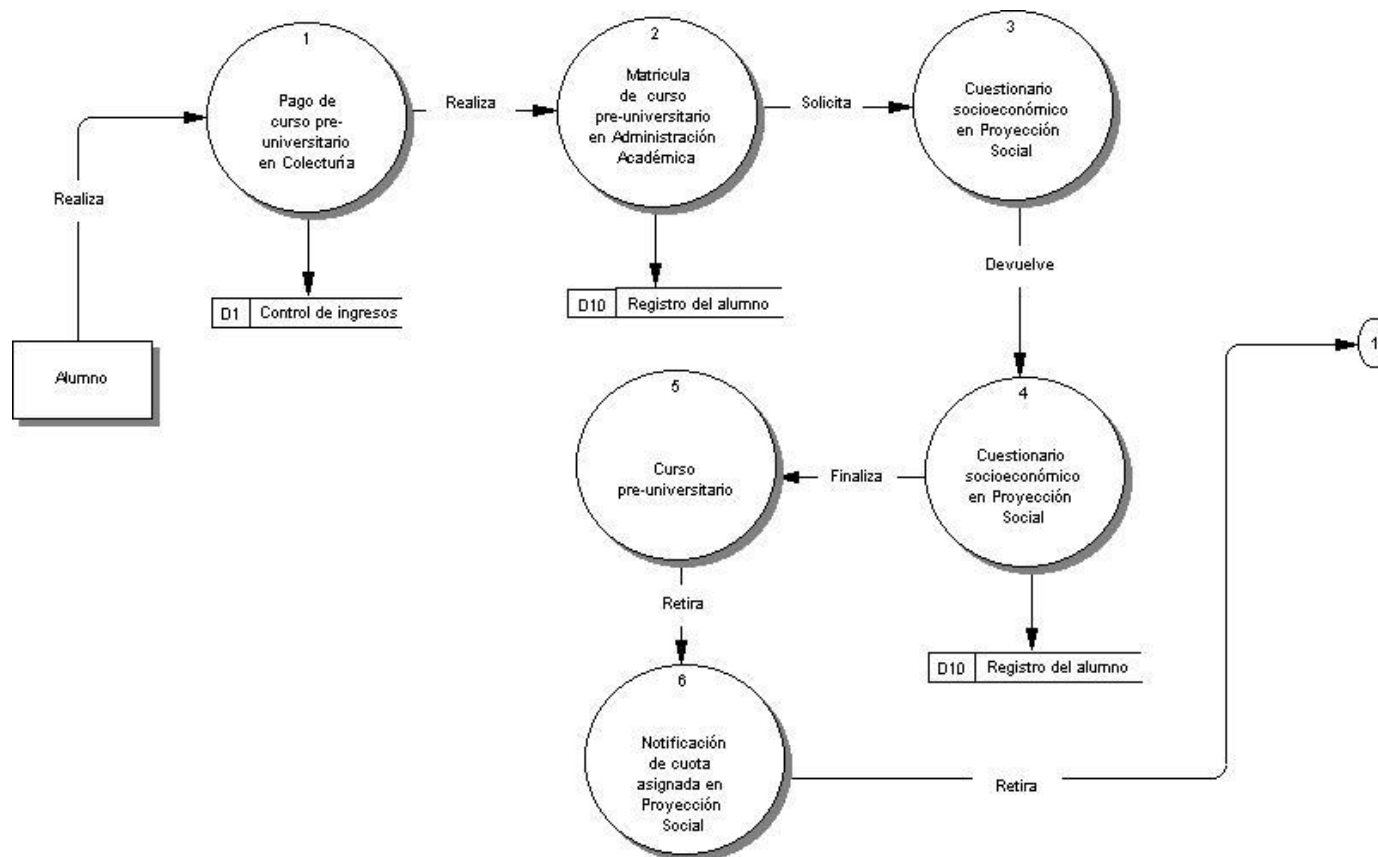 1
Pago de
curso pre-
universitario
en Colecturía
Realiza
2
Matricula
de curso
pre-universitario
en Administración
Académica
Solicita
3
Cuestionario
socioeconómico
en Proyección
Social
Realiza
Devuelve
D1 Control de ingresos
D10 Registro del alumno
Alumno
1
4
Cuestionario
socioeconómico
en Proyección
Social
Finaliza
5
Curso
pre-universitario
Retira
D10 Registro del alumno
6
Notificación
de cuota
asignada en
Proyección
Social
Retira